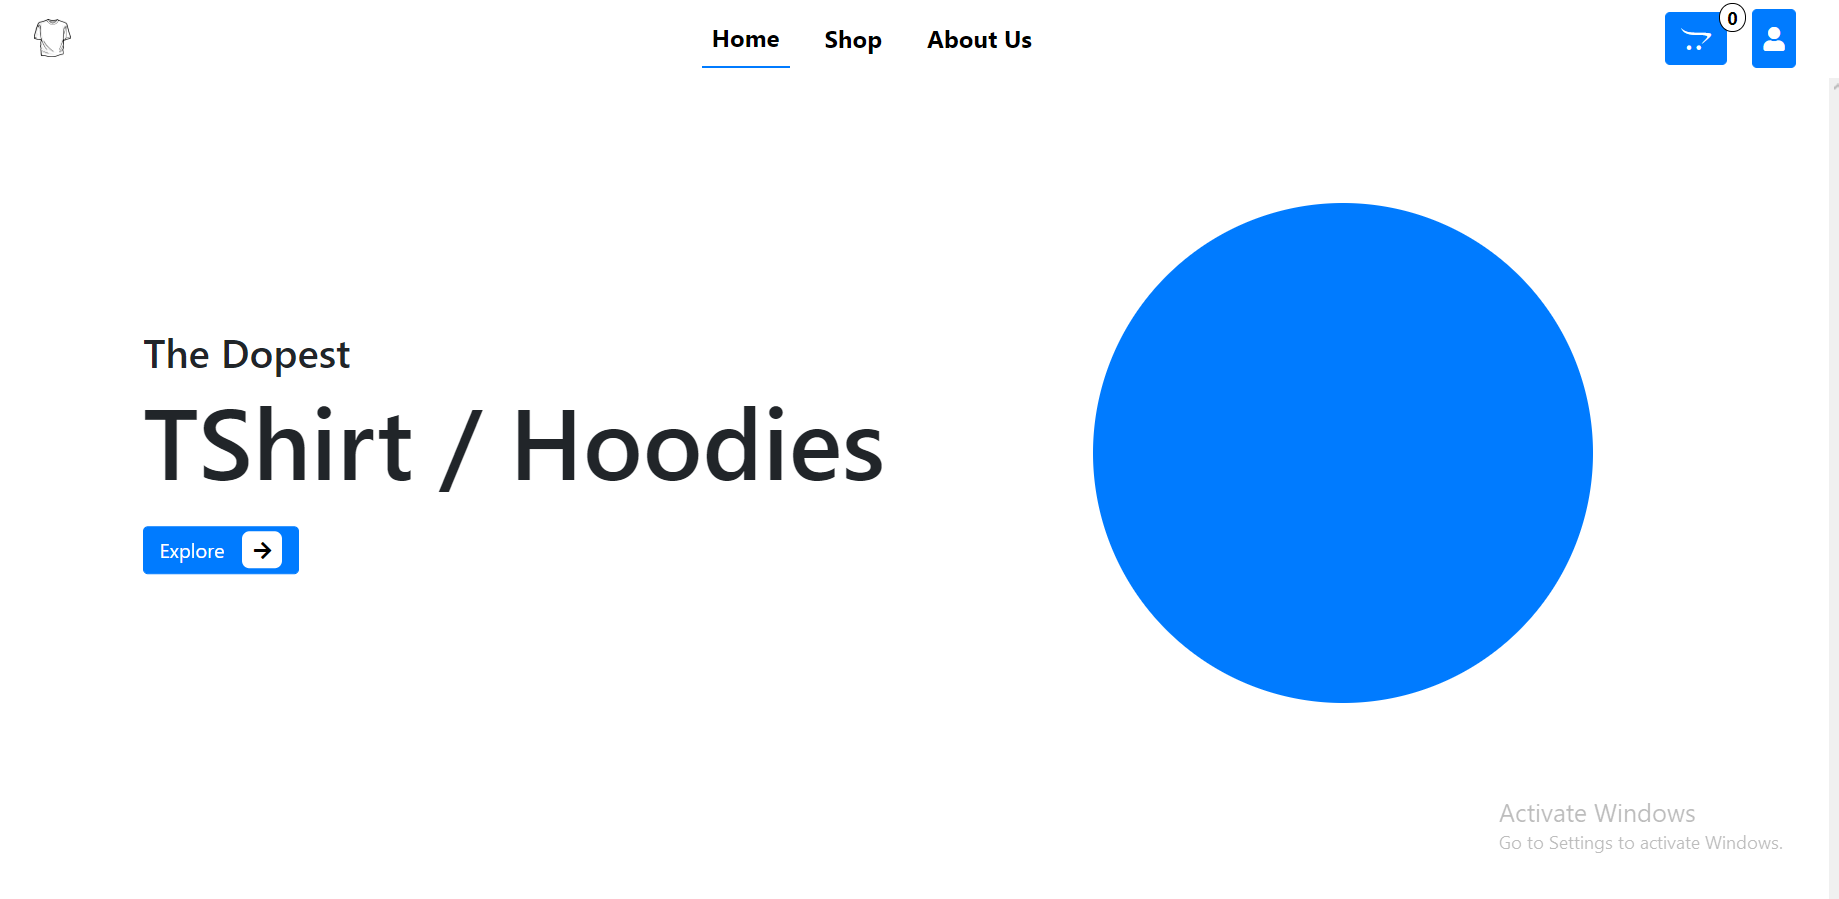 Home
Shop
About Us
0
The Dopest
TShirt / Hoodies
Explore
Activate Windows
Go to Settings to activate Windows.